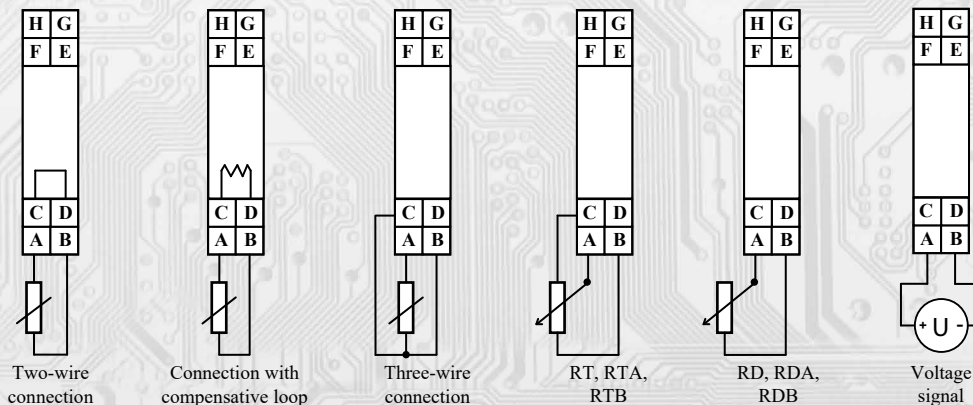 H G H G H G H G H G H G
F E F E F E F E F E F E
C D C D C D C D C D C D
A B A B A B A B A B A B
+ U -
Two-wire
connection
Connection with
compensative loop
Three-wire
connection
RT, RTA,
RTB
RD, RDA,
RDB
Voltage
signal